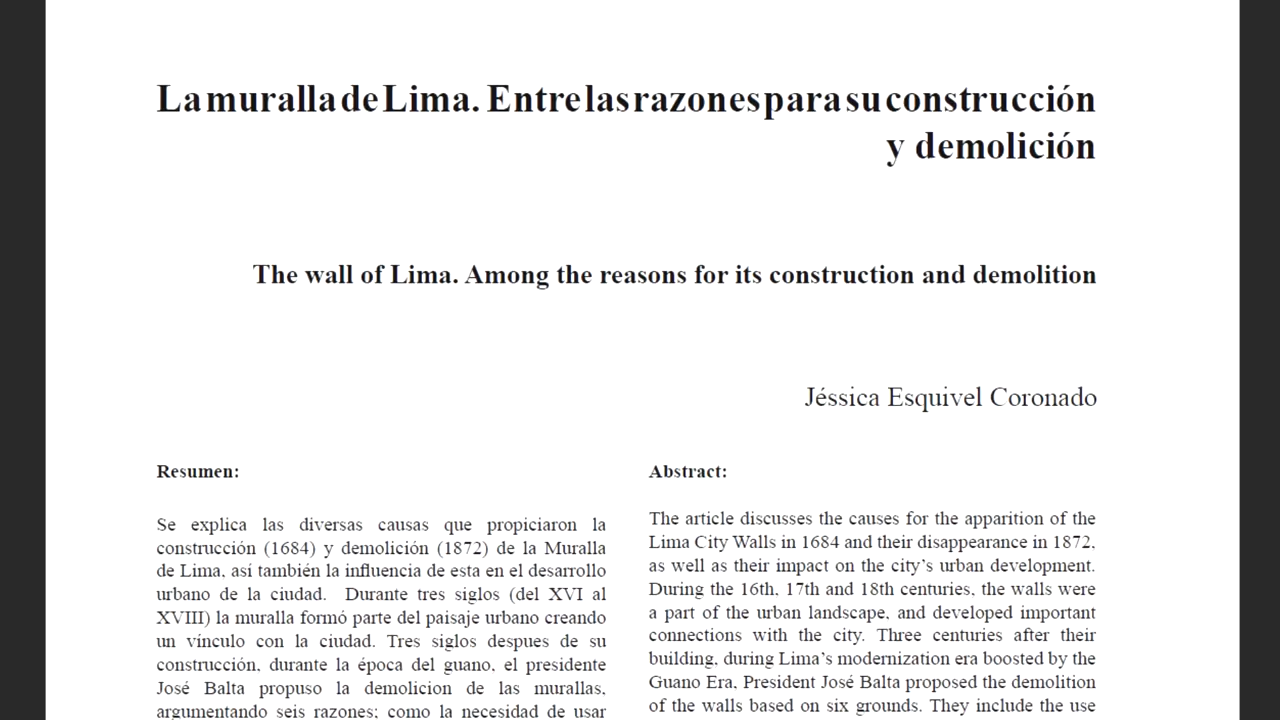 La muralla de Lima. Entre las razones para su construcción
y demolición
The wall of Lima. Among the reasons for its construction and demolition
Jéssica Esquivel Coronado
Resumen:
Se explica las diversas causas que propiciaron la
construcción (1684) y demolición (1872) de la Muralla
de Lima, asi también la influencia de esta en el desarrollo
urbano de la ciudad. Durante tres siglos (del XVI al
XVIII) la muralla formó parte del paisaje urbano creando
un vínculo con la ciudad. Tres siglos despues de su
construcción, durante la época del guano, el presidente
José Balta propuso la demolicion de las murallas,
argumentando seis razones; como la necesidad de usar
Abstract:
The article discusses the causes for the apparition of the
Lima City Walls in 1684 and their disappearance in 1872,
as well as their impact on the city’s urban development.
During the 16th, 17th and 18th centuries, the walls were
a part of the urban landscape, and developed important
connections with the city. Three centuries after their
building, during Lima’s modernization era boosted by the
Guano Era, President José Balta proposed the demolition
of the walls based on six grounds. They include the use